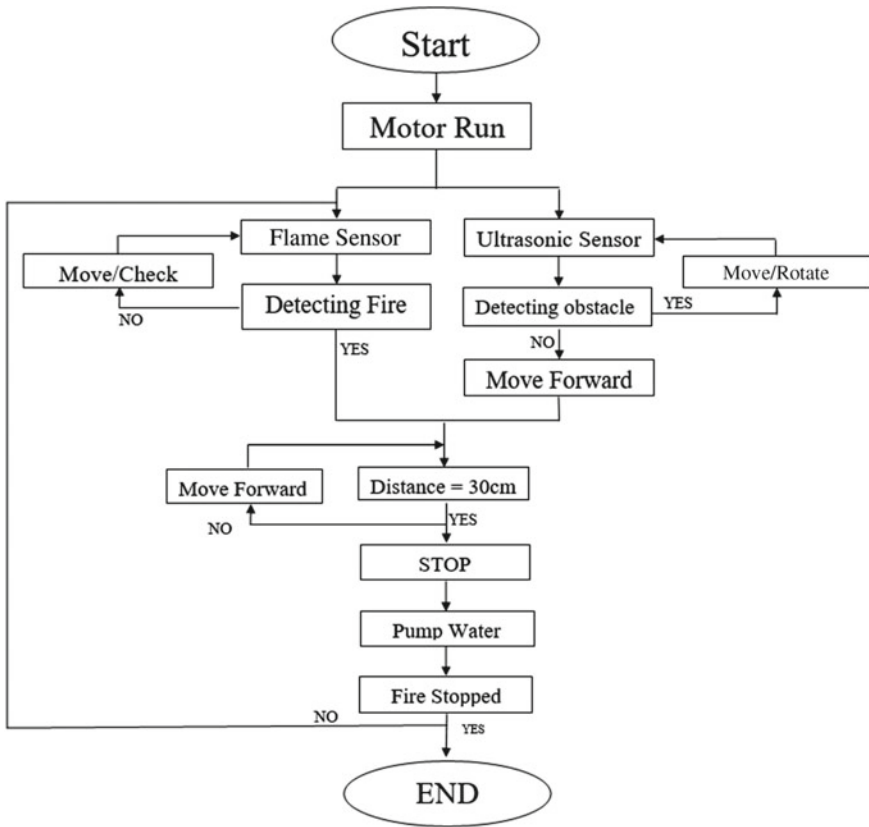 Start
Motor Run
Flame Sensor
Ultrasonic Sensor
Move/Check
Move/Rotate
Detecting Fire
Detecting obstacle
NO
YES
YES
NO
Move Forward
Move Forward
Distance = 30cm
NO
YES
STOP
Pump Water
Fire Stopped
NO
YES
END